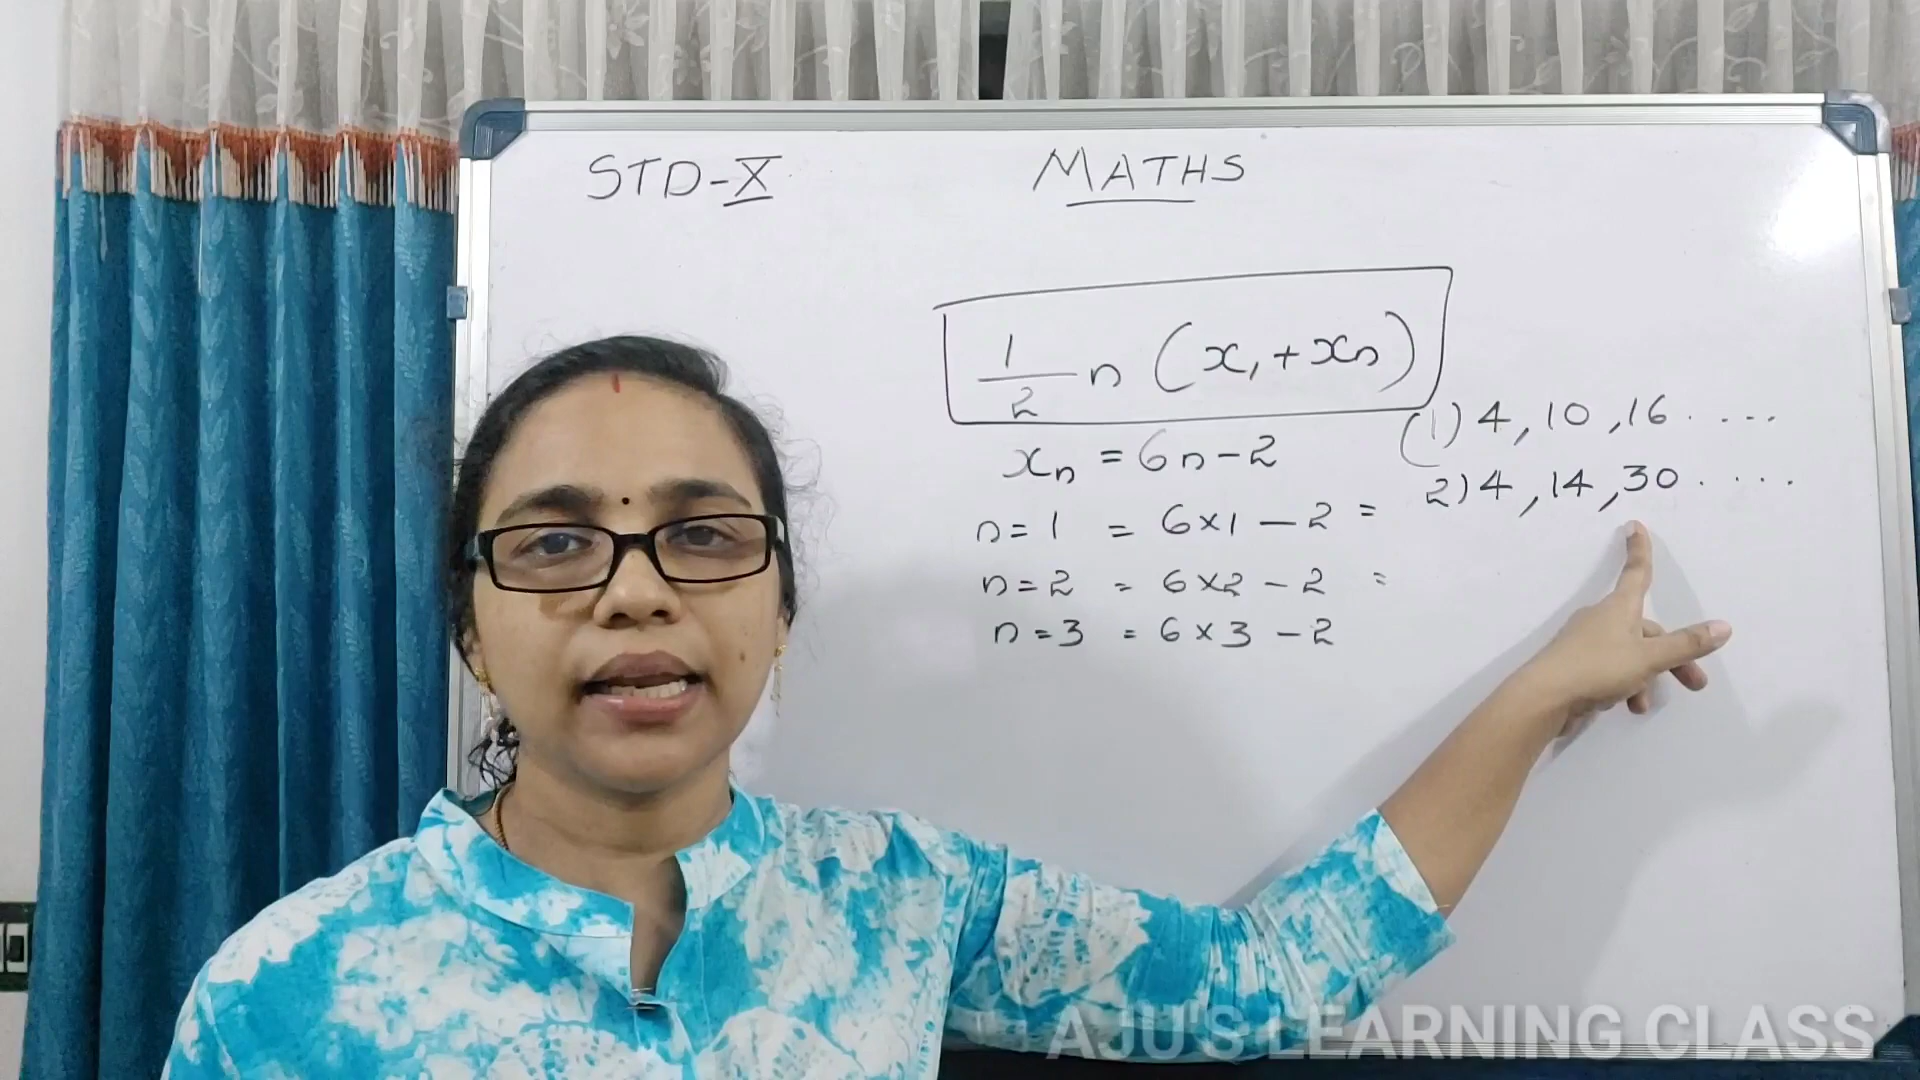 STD-X MATHS
1/2 n (x₁+xₙ)
xₙ = 6n-2
(1) 4, 10, 16.....
2) 4, 14, 30.....
n=1 = 6×1 - 2 =
n=2 = 6×2 - 2 =
n=3 = 6×3 - 2
AJU'S LEARNING CLASS